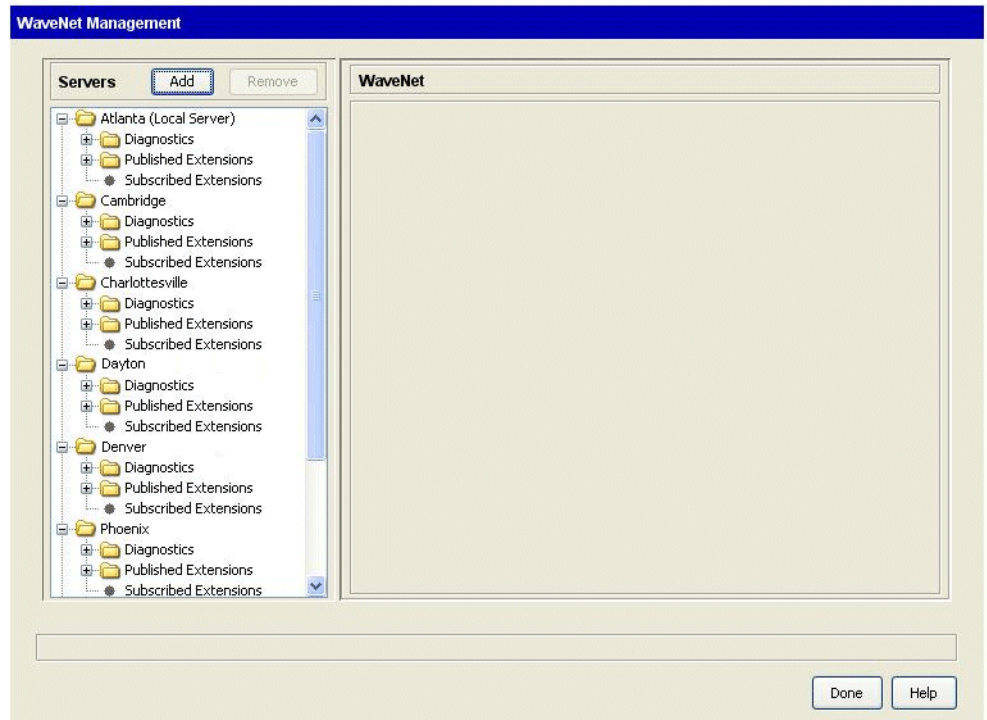 WaveNet Management
Servers Add Remove
WaveNet
Atlanta (Local Server)
Diagnostics
Published Extensions
Subscribed Extensions
Cambridge
Diagnostics
Published Extensions
Subscribed Extensions
Charlottesville
Diagnostics
Published Extensions
Subscribed Extensions
Dayton
Diagnostics
Published Extensions
Subscribed Extensions
Denver
Diagnostics
Published Extensions
Subscribed Extensions
Phoenix
Diagnostics
Published Extensions
Subscribed Extensions
Done Help